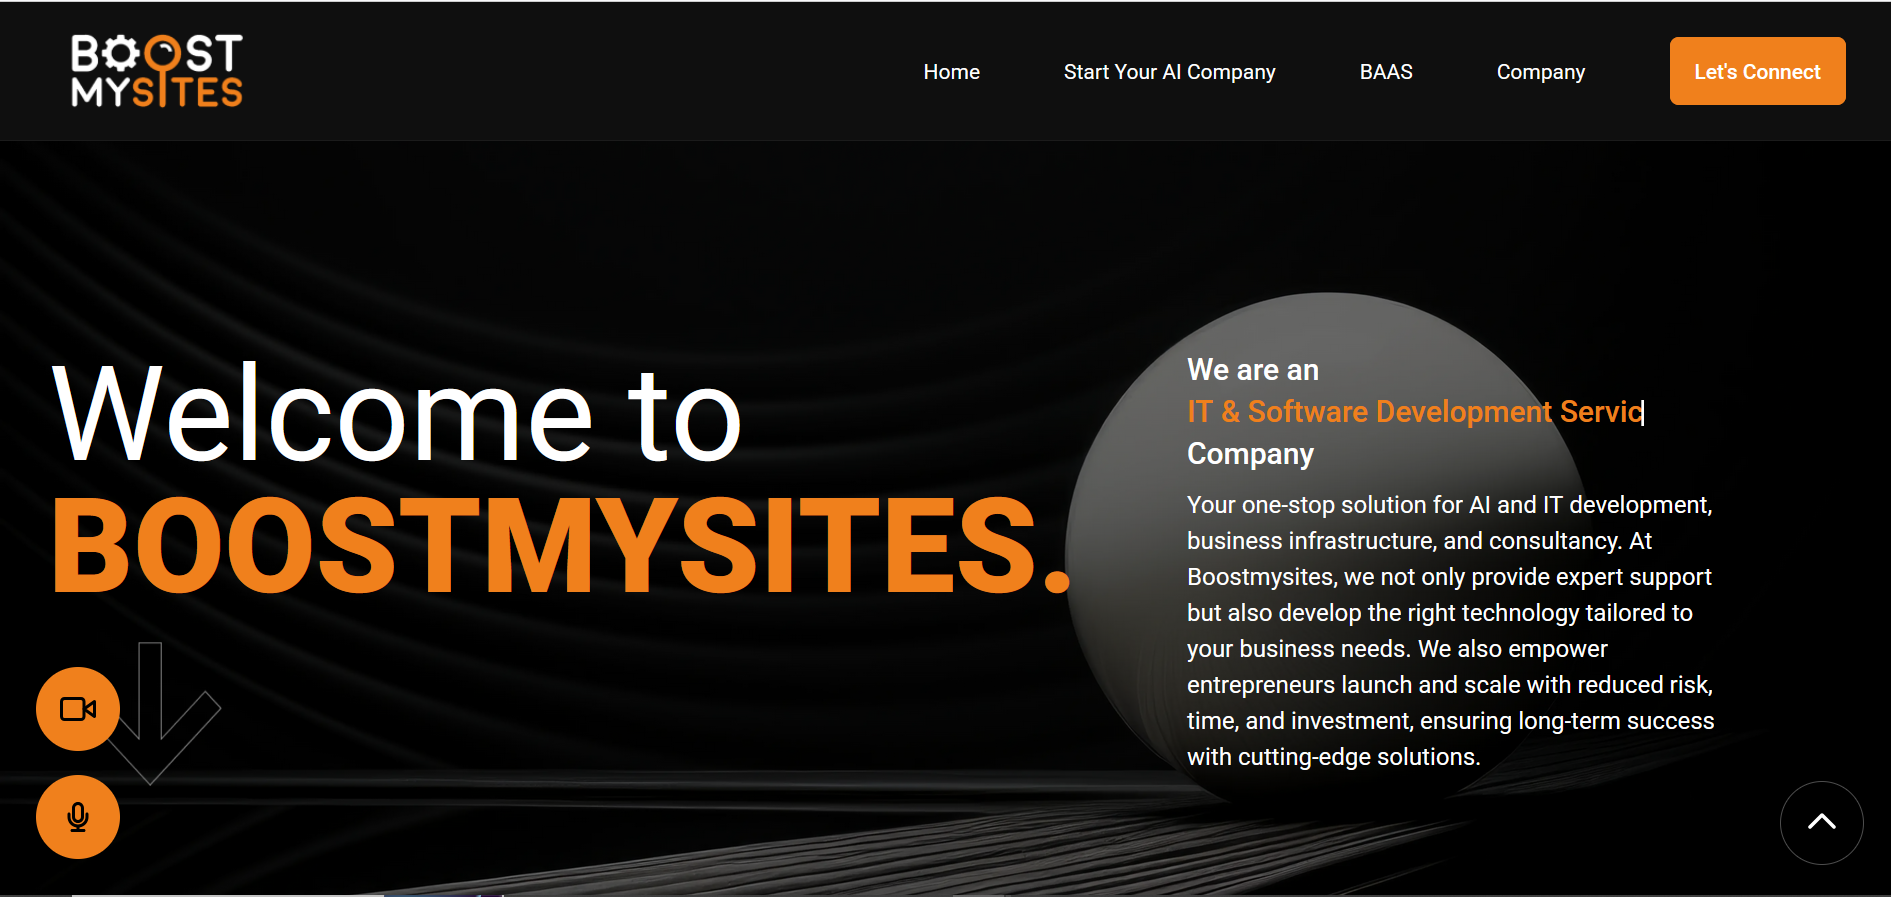 BOOST
MYSITES
Home
Start Your AI Company
BAAS
Company
Let's Connect
Welcome to
BOOSTMYSITES.
We are an
IT & Software Development Servic
Company
Your one-stop solution for AI and IT development,
business infrastructure, and consultancy. At
Boostmysites, we not only provide expert support
but also develop the right technology tailored to
your business needs. We also empower
entrepreneurs launch and scale with reduced risk,
time, and investment, ensuring long-term success
with cutting-edge solutions.